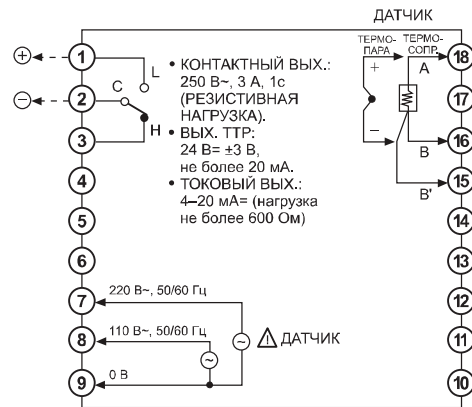 ДАТЧИК
ТЕРМО-
ПАРА
ТЕРМО-
СОПР.
+
−
A
B
B'
+
−
1
2
3
4
5
6
7
8
9
L
C
H
• КОНТАКТНЫЙ ВЫХ.:
250 В~, 3 А, 1с
(РЕЗИСТИВНАЯ
НАГРУЗКА).
• ВЫХ. ТТР:
24 В= ±3 В,
не более 20 мА.
• ТОКОВЫЙ ВЫХ.:
4–20 мА= (нагрузка
не более 600 Ом)
220 В~, 50/60 Гц
110 В~, 50/60 Гц
0 В
~
~
! ДАТЧИК
18
17
16
15
14
13
12
11
10